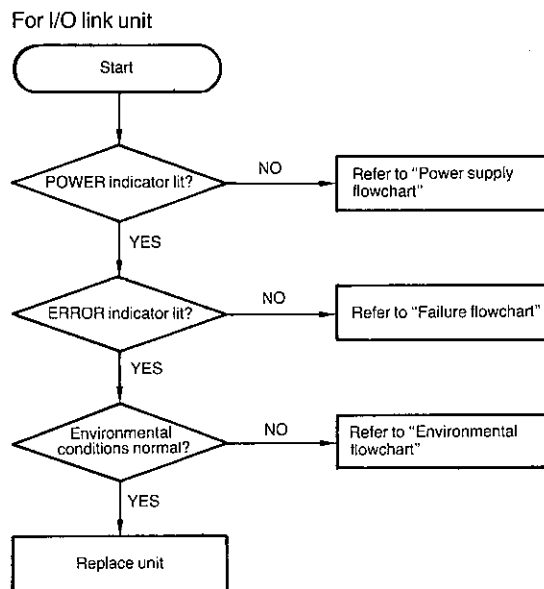 For I/O link unit
Start
POWER indicator lit?
NO
Refer to "Power supply
flowchart"
YES
ERROR indicator lit?
NO
Refer to "Failure flowchart"
YES
Environmental
conditions normal?
NO
Refer to "Environmental
flowchart"
YES
Replace unit